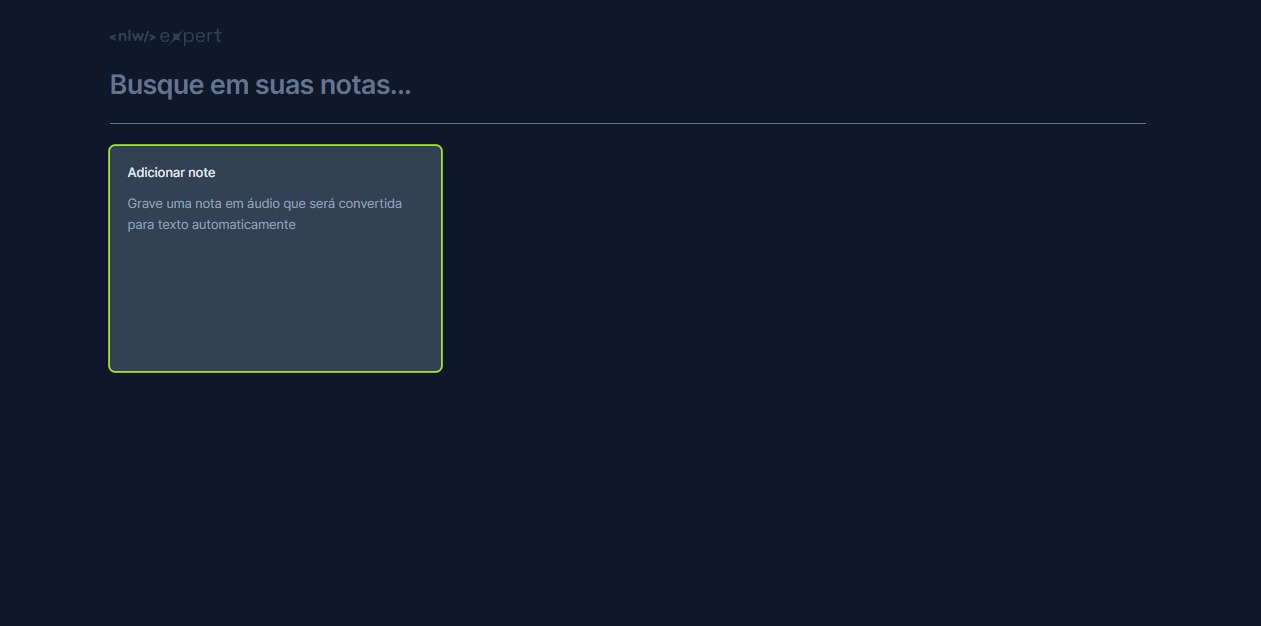 <nlw/> expert
Busque em suas notas...
Adicionar note
Grave uma nota em áudio que será convertida
para texto automaticamente